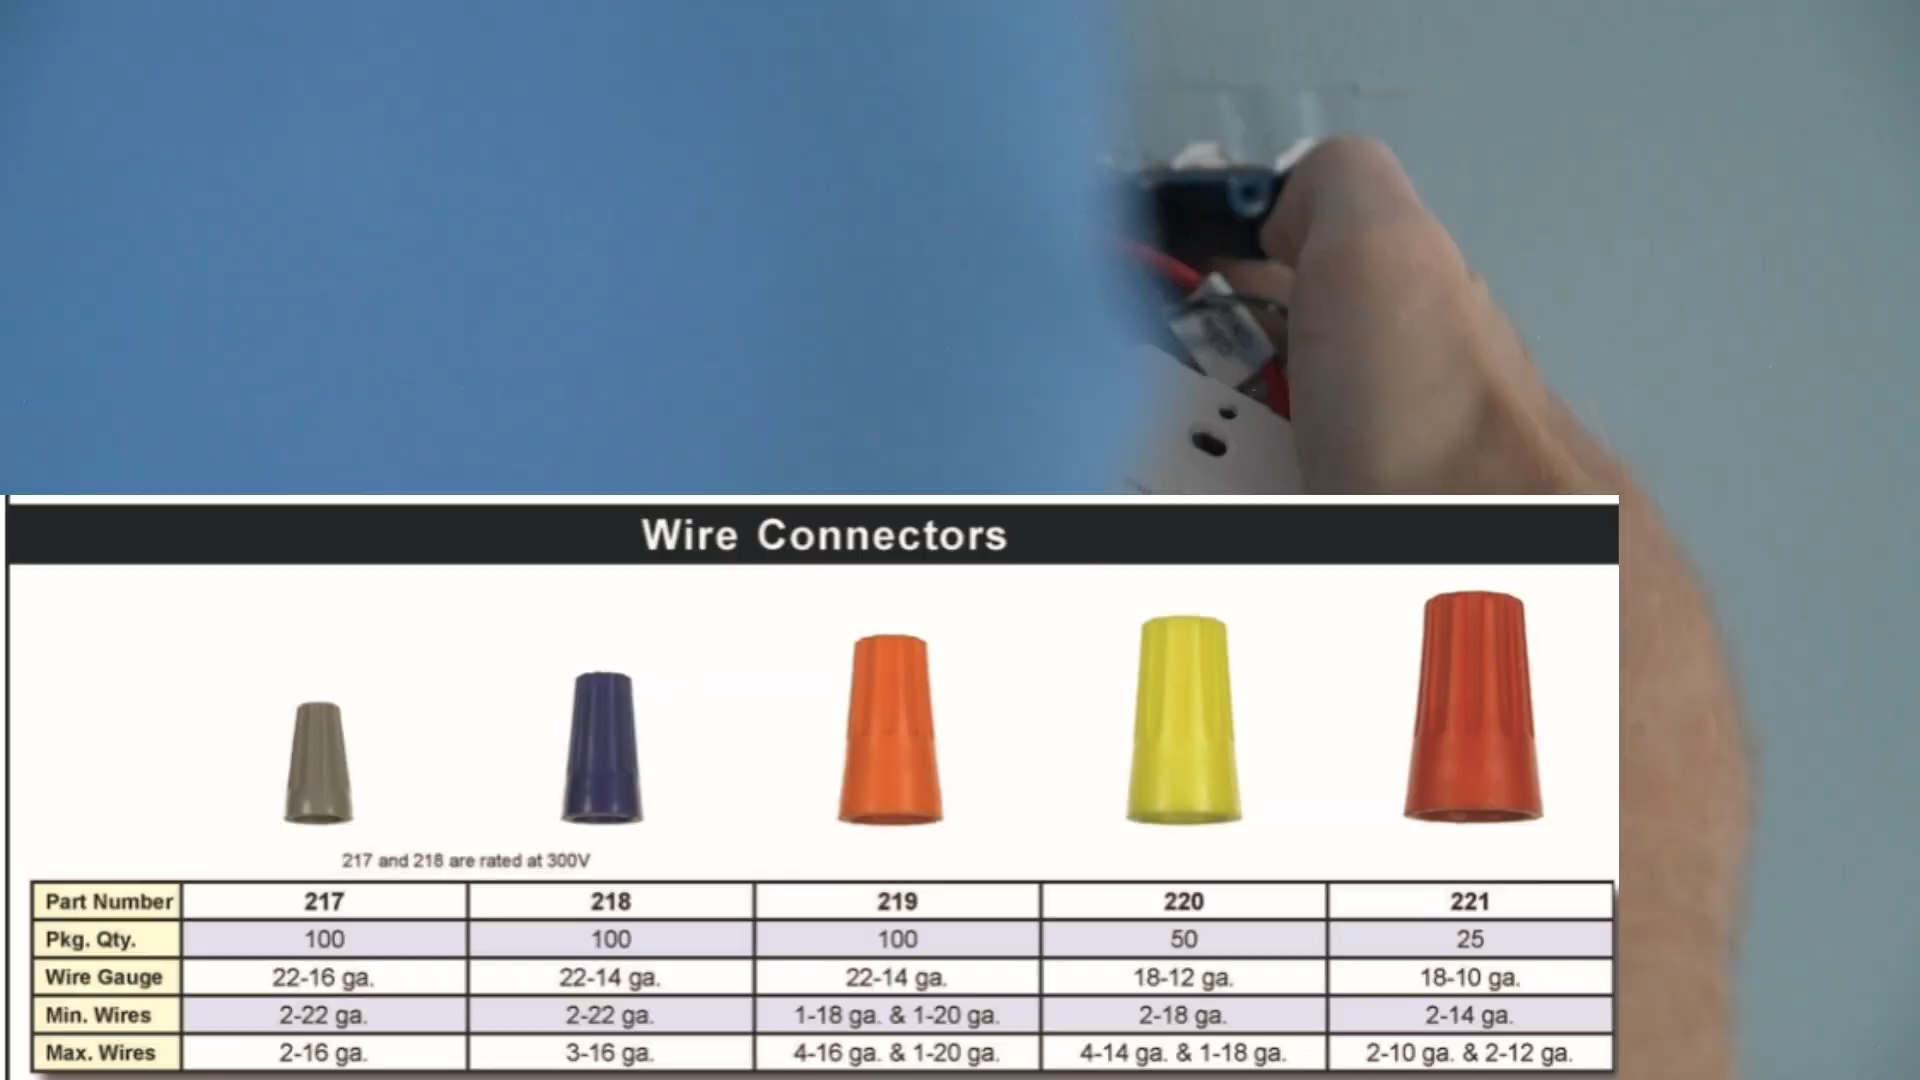 Wire Connectors
217 and 218 are rated at 300V
Part Number 217 218 219 220 221
Pkg. Qty. 100 100 100 50 25
Wire Gauge 22-16 ga. 22-14 ga. 22-14 ga. 18-12 ga. 18-10 ga.
Min. Wires 2-22 ga. 2-22 ga. 1-18 ga. & 1-20 ga. 2-18 ga. 2-14 ga.
Max. Wires 2-16 ga. 3-16 ga. 4-16 ga. & 1-20 ga. 4-14 ga. & 1-18 ga. 2-10 ga. & 2-12 ga.